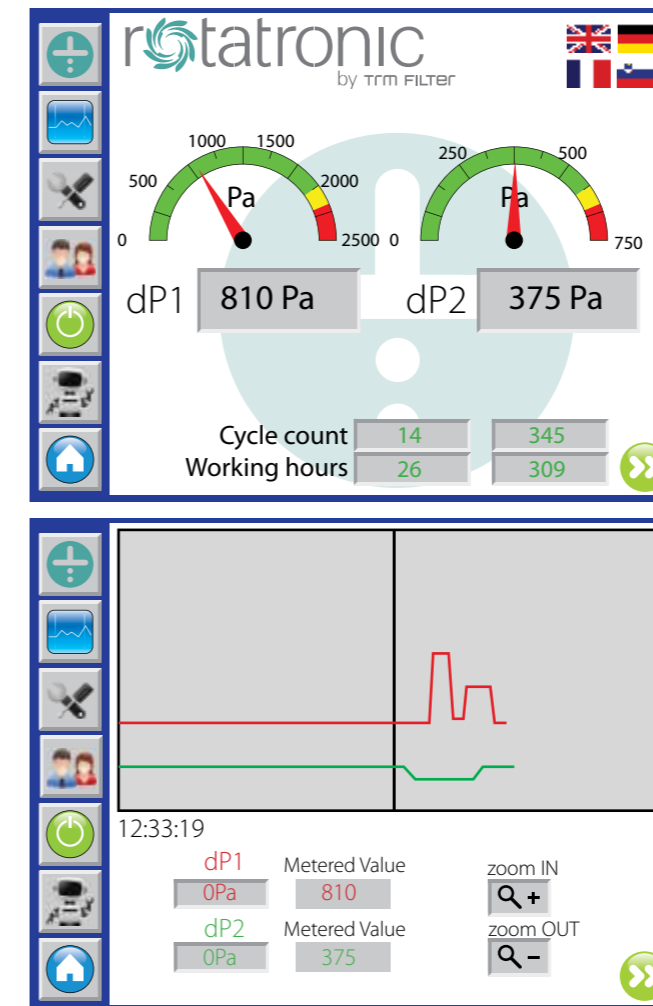 rotatronic
by TRM FILTER
1000 1500
250 500
500 2000
Pa Pa
0 2500 0 750
dP1 810 Pa dP2 375 Pa
Cycle count 14 345
Working hours 26 309
12:33:19
dP1 Metered Value zoom IN
0Pa 810
dP2 Metered Value zoom OUT
0Pa 375